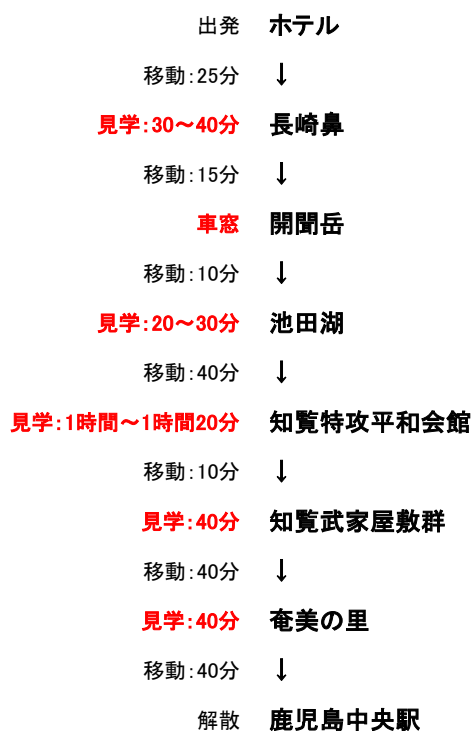 出発 ホテル
移動：25分 ↓
見学：30～40分 長崎鼻
移動：15分 ↓
車窓 開聞岳
移動：10分 ↓
見学：20～30分 池田湖
移動：40分 ↓
見学：1時間～1時間20分 知覧特攻平和会館
移動：10分 ↓
見学：40分 知覧武家屋敷群
移動：40分 ↓
見学：40分 奄美の里
移動：40分 ↓
解散 鹿児島中央駅